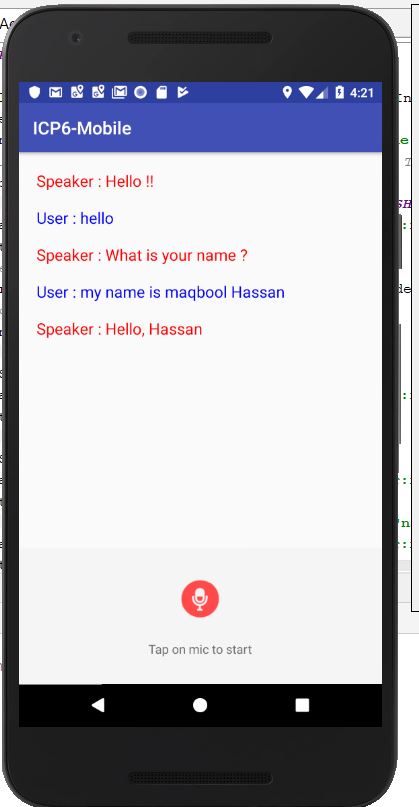 4:21
ICP6-Mobile
Speaker : Hello !!
User : hello
Speaker : What is your name ?
User : my name is maqbool Hassan
Speaker : Hello, Hassan
Tap on mic to start